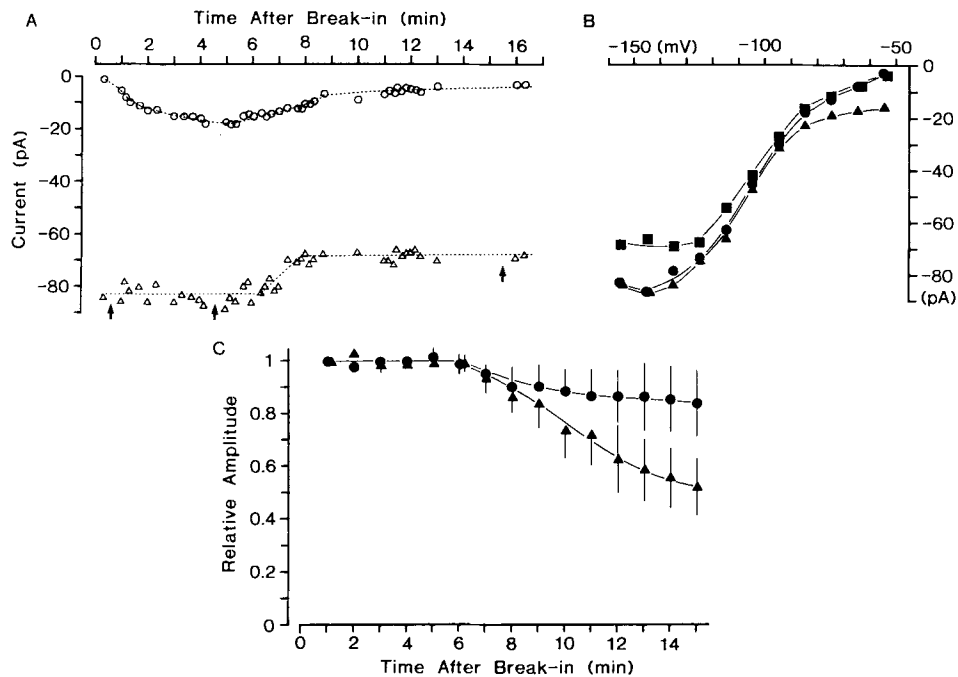 A
Time After Break-in (min)
0 2 4 6 8 10 12 14 16
Current (pA)
0
-20
-40
-60
-80
B
-150 (mV) -100 -50
0
-20
-40
-60
-80
(pA)
C
Relative Amplitude
1
0.8
0.6
0.4
0.2
0
0 2 4 6 8 10 12 14
Time After Break-in (min)